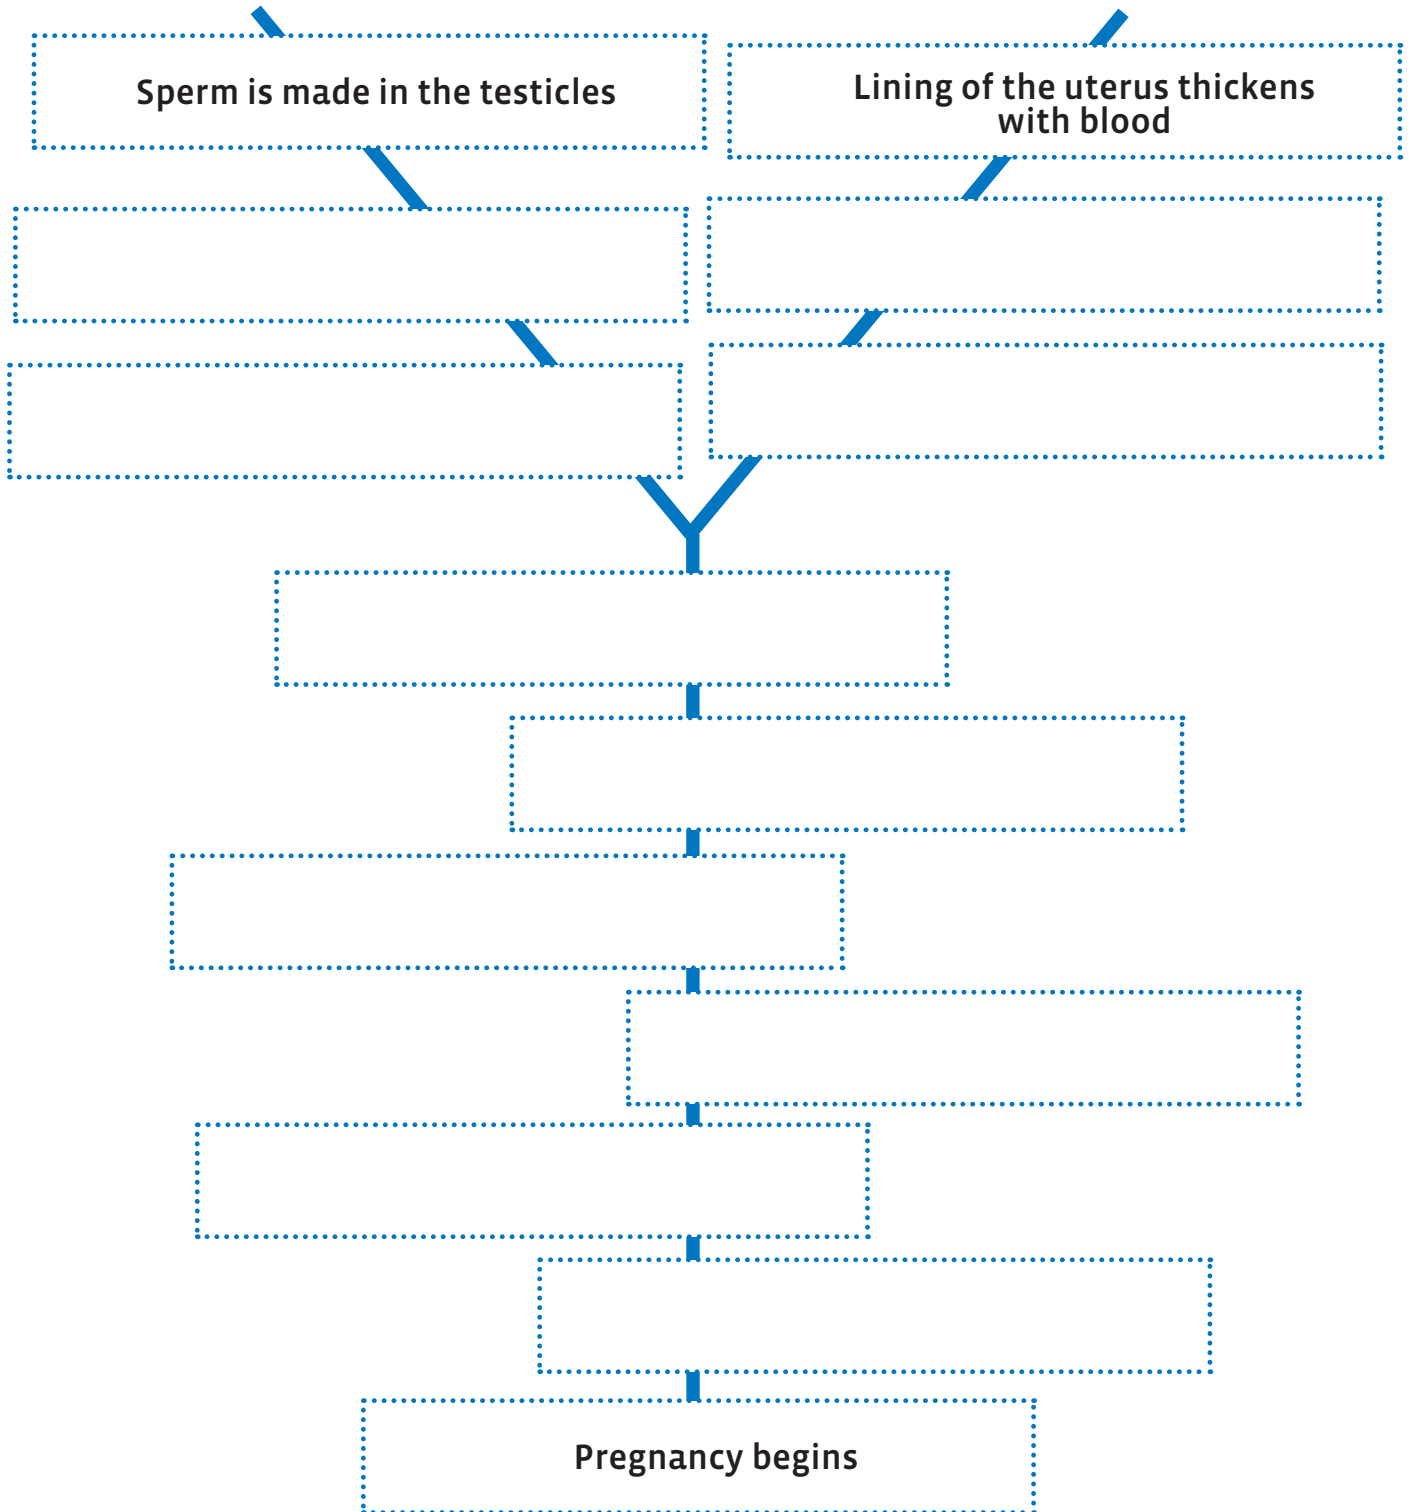 Sperm is made in the testicles
Lining of the uterus thickens
with blood
Pregnancy begins